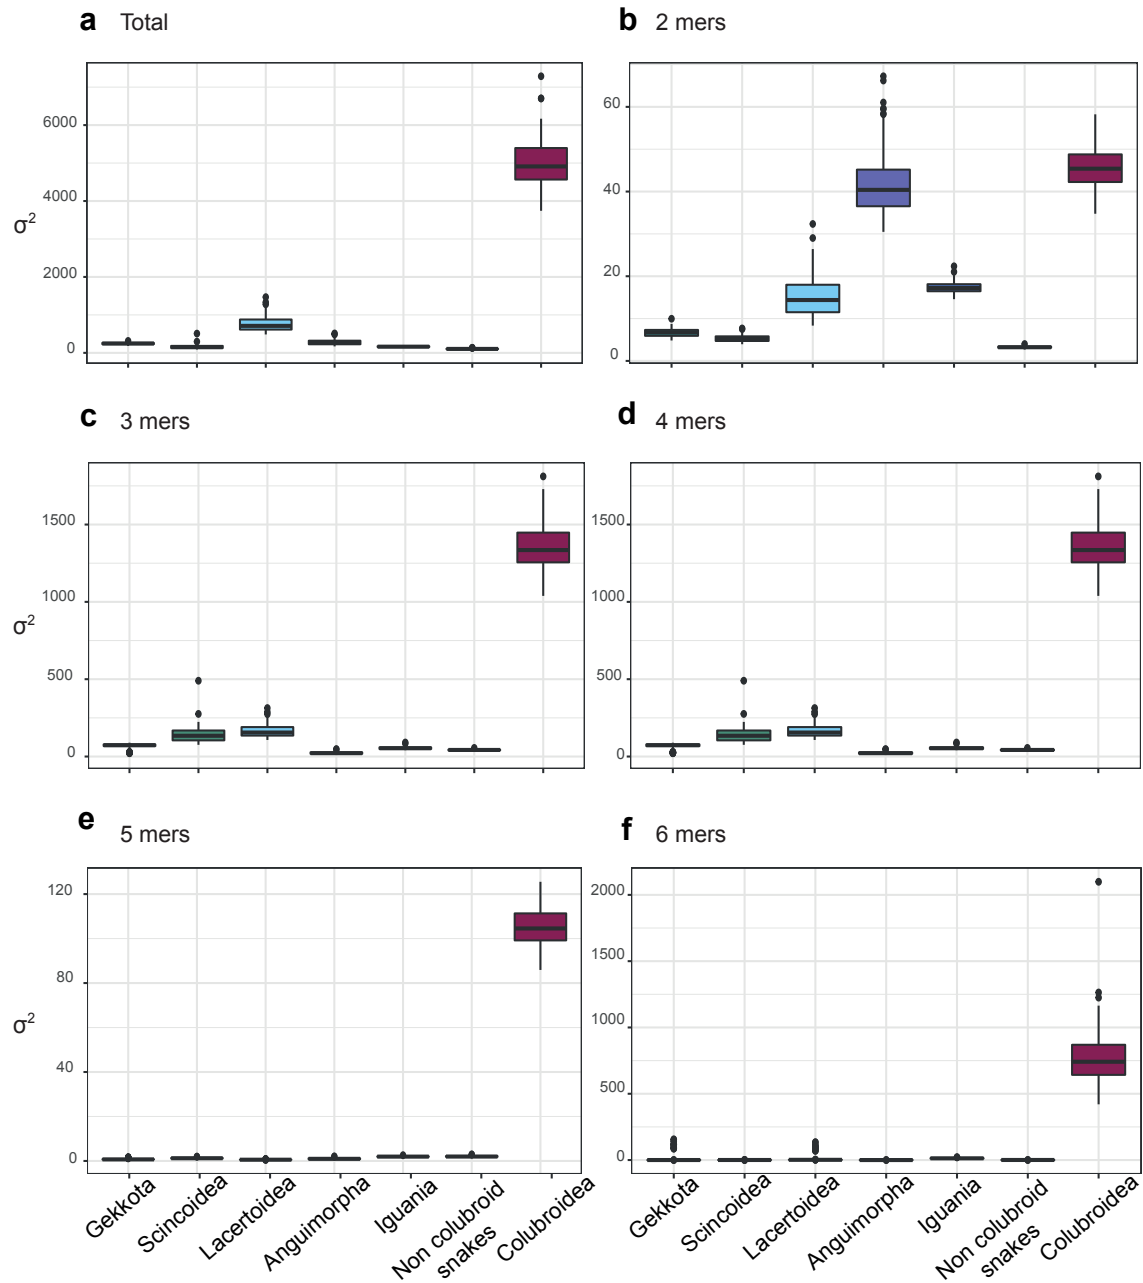 a Total
b 2 mers
6000
4000
2000
0
σ²
60
40
20
0
c 3 mers
d 4 mers
1500
1000
500
0
σ²
1500
1000
500
0
e 5 mers
f 6 mers
120
80
40
0
σ²
2000
1500
1000
500
0
Gekkota
Scincoidea
Lacertoidea
Anguimorpha
Iguania
Non colubroid
snakes
Colubroidea
Gekkota
Scincoidea
Lacertoidea
Anguimorpha
Iguania
Non colubroid
snakes
Colubroidea